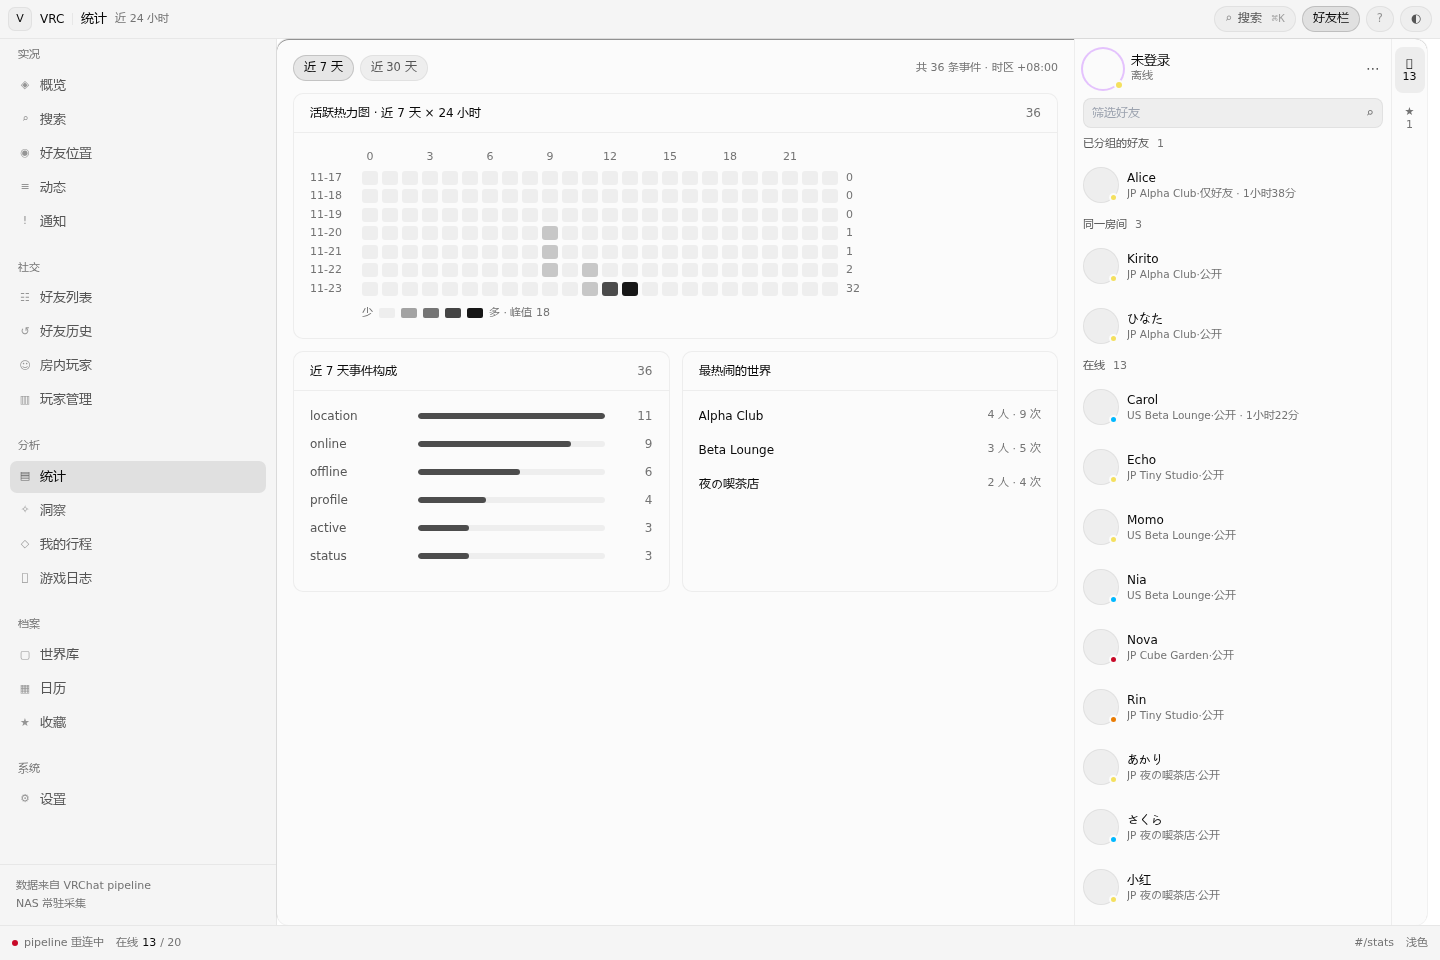 V VRC 统计 近 24 小时
搜索 ⌘K 好友栏 ?
实况
概览
搜索
好友位置
动态
通知
社交
好友列表
好友历史
房内玩家
玩家管理
分析
统计
洞察
我的行程
游戏日志
档案
世界库
日历
收藏
系统
设置
数据来自 VRChat pipeline
NAS 常驻采集
近 7 天 近 30 天 共 36 条事件 · 时区 +08:00
活跃热力图 · 近 7 天 × 24 小时 36
0 3 6 9 12 15 18 21
11-17 0
11-18 0
11-19 0
11-20 1
11-21 1
11-22 2
11-23 32
少 多 · 峰值 18
近 7 天事件构成 36
location 11
online 9
offline 6
profile 4
active 3
status 3
最热闹的世界
Alpha Club 4 人 · 9 次
Beta Lounge 3 人 · 5 次
夜の喫茶店 2 人 · 4 次
未登录
离线
...
筛选好友
已分组的好友 1
Alice
JP Alpha Club·仅好友 · 1小时38分
同一房间 3
Kirito
JP Alpha Club·公开
ひなた
JP Alpha Club·公开
在线 13
Carol
US Beta Lounge·公开 · 1小时22分
Echo
JP Tiny Studio·公开
Momo
US Beta Lounge·公开
Nia
US Beta Lounge·公开
Nova
JP Cube Garden·公开
Rin
JP Tiny Studio·公开
あかり
JP 夜の喫茶店·公开
さくら
JP 夜の喫茶店·公开
小红
JP 夜の喫茶店·公开
13
★
1
pipeline 重连中 在线 13 / 20
#/stats 浅色